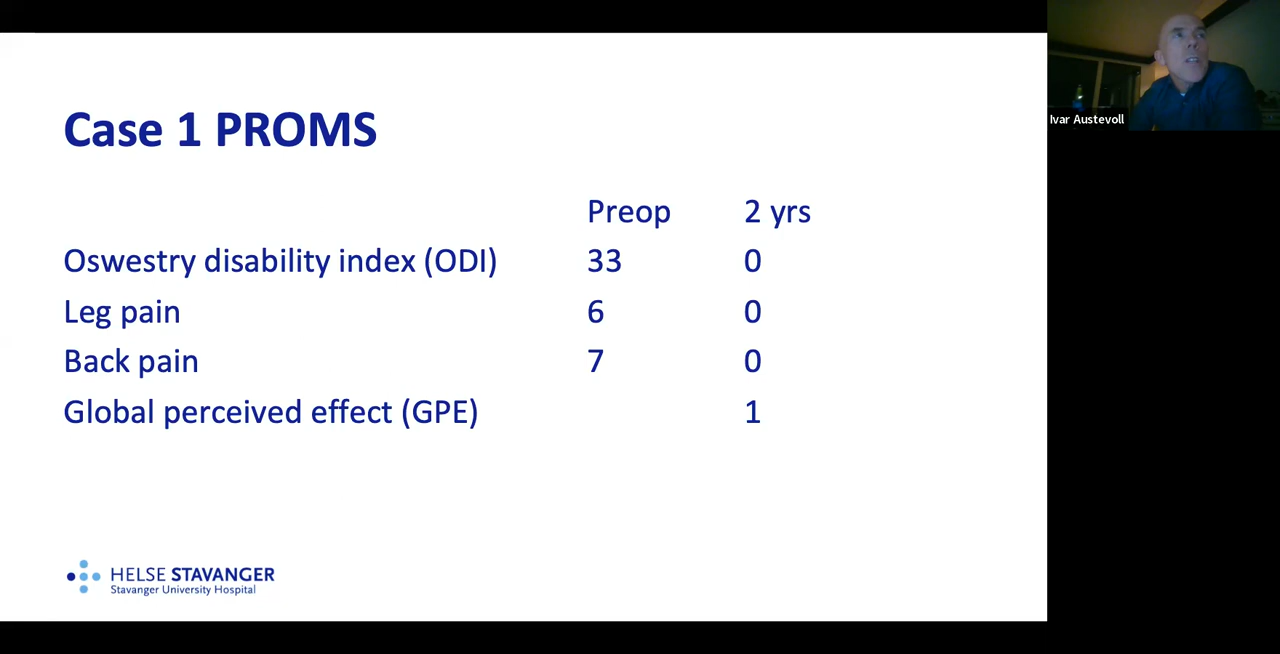 Case 1 PROMS
Preop 2 yrs
Oswestry disability index (ODI) 33 0
Leg pain 6 0
Back pain 7 0
Global perceived effect (GPE) 1
HELSE STAVANGER
Stavanger University Hospital
Ivar Austevoll